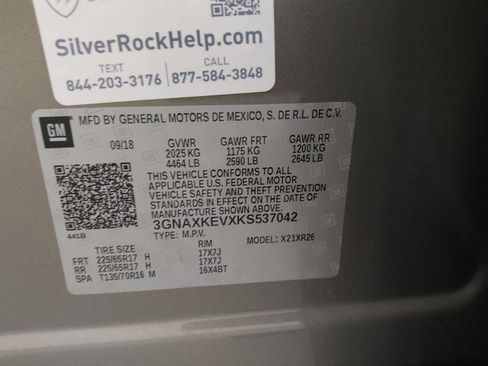 SilverRockHelp.com
TEXT CALL
844-203-3176 877-584-3848
GM MFD BY GENERAL MOTORS DE MEXICO, S. DE R.L. DE C.V.
09/18 GVWR GAWR FRT GAWR RR
2025 KG 1175 KG 1200 KG
4464 LB 2590 LB 2645 LB
THIS VEHICLE CONFORMS TO ALL
APPLICABLE U.S. FEDERAL MOTOR
VEHICLE SAFETY AND THEFT
PREVENTION STANDARDS IN
EFFECT ON THE DATE OF
MANUFACTURE SHOWN ABOVE.
3GNAXKEVXKS537042
TYPE: M.P.V. MODEL: X21XR26
441B
TIRE SIZE RIM
FRT 225/65R17 H 17X7J
RR 225/65R17 H 17X7J
SPA T135/70R16 M 16X4BT